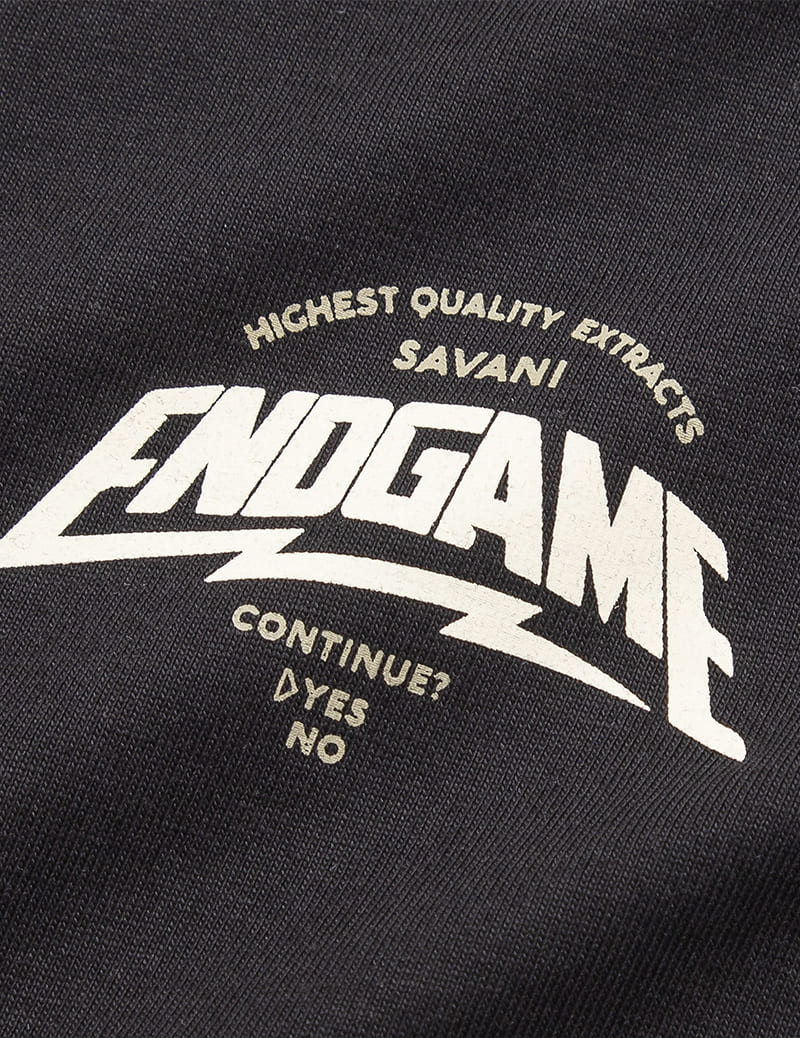 HIGHEST QUALITY EXTRACTS
SAVANI
ENDGAME
CONTINUE?
YES
NO